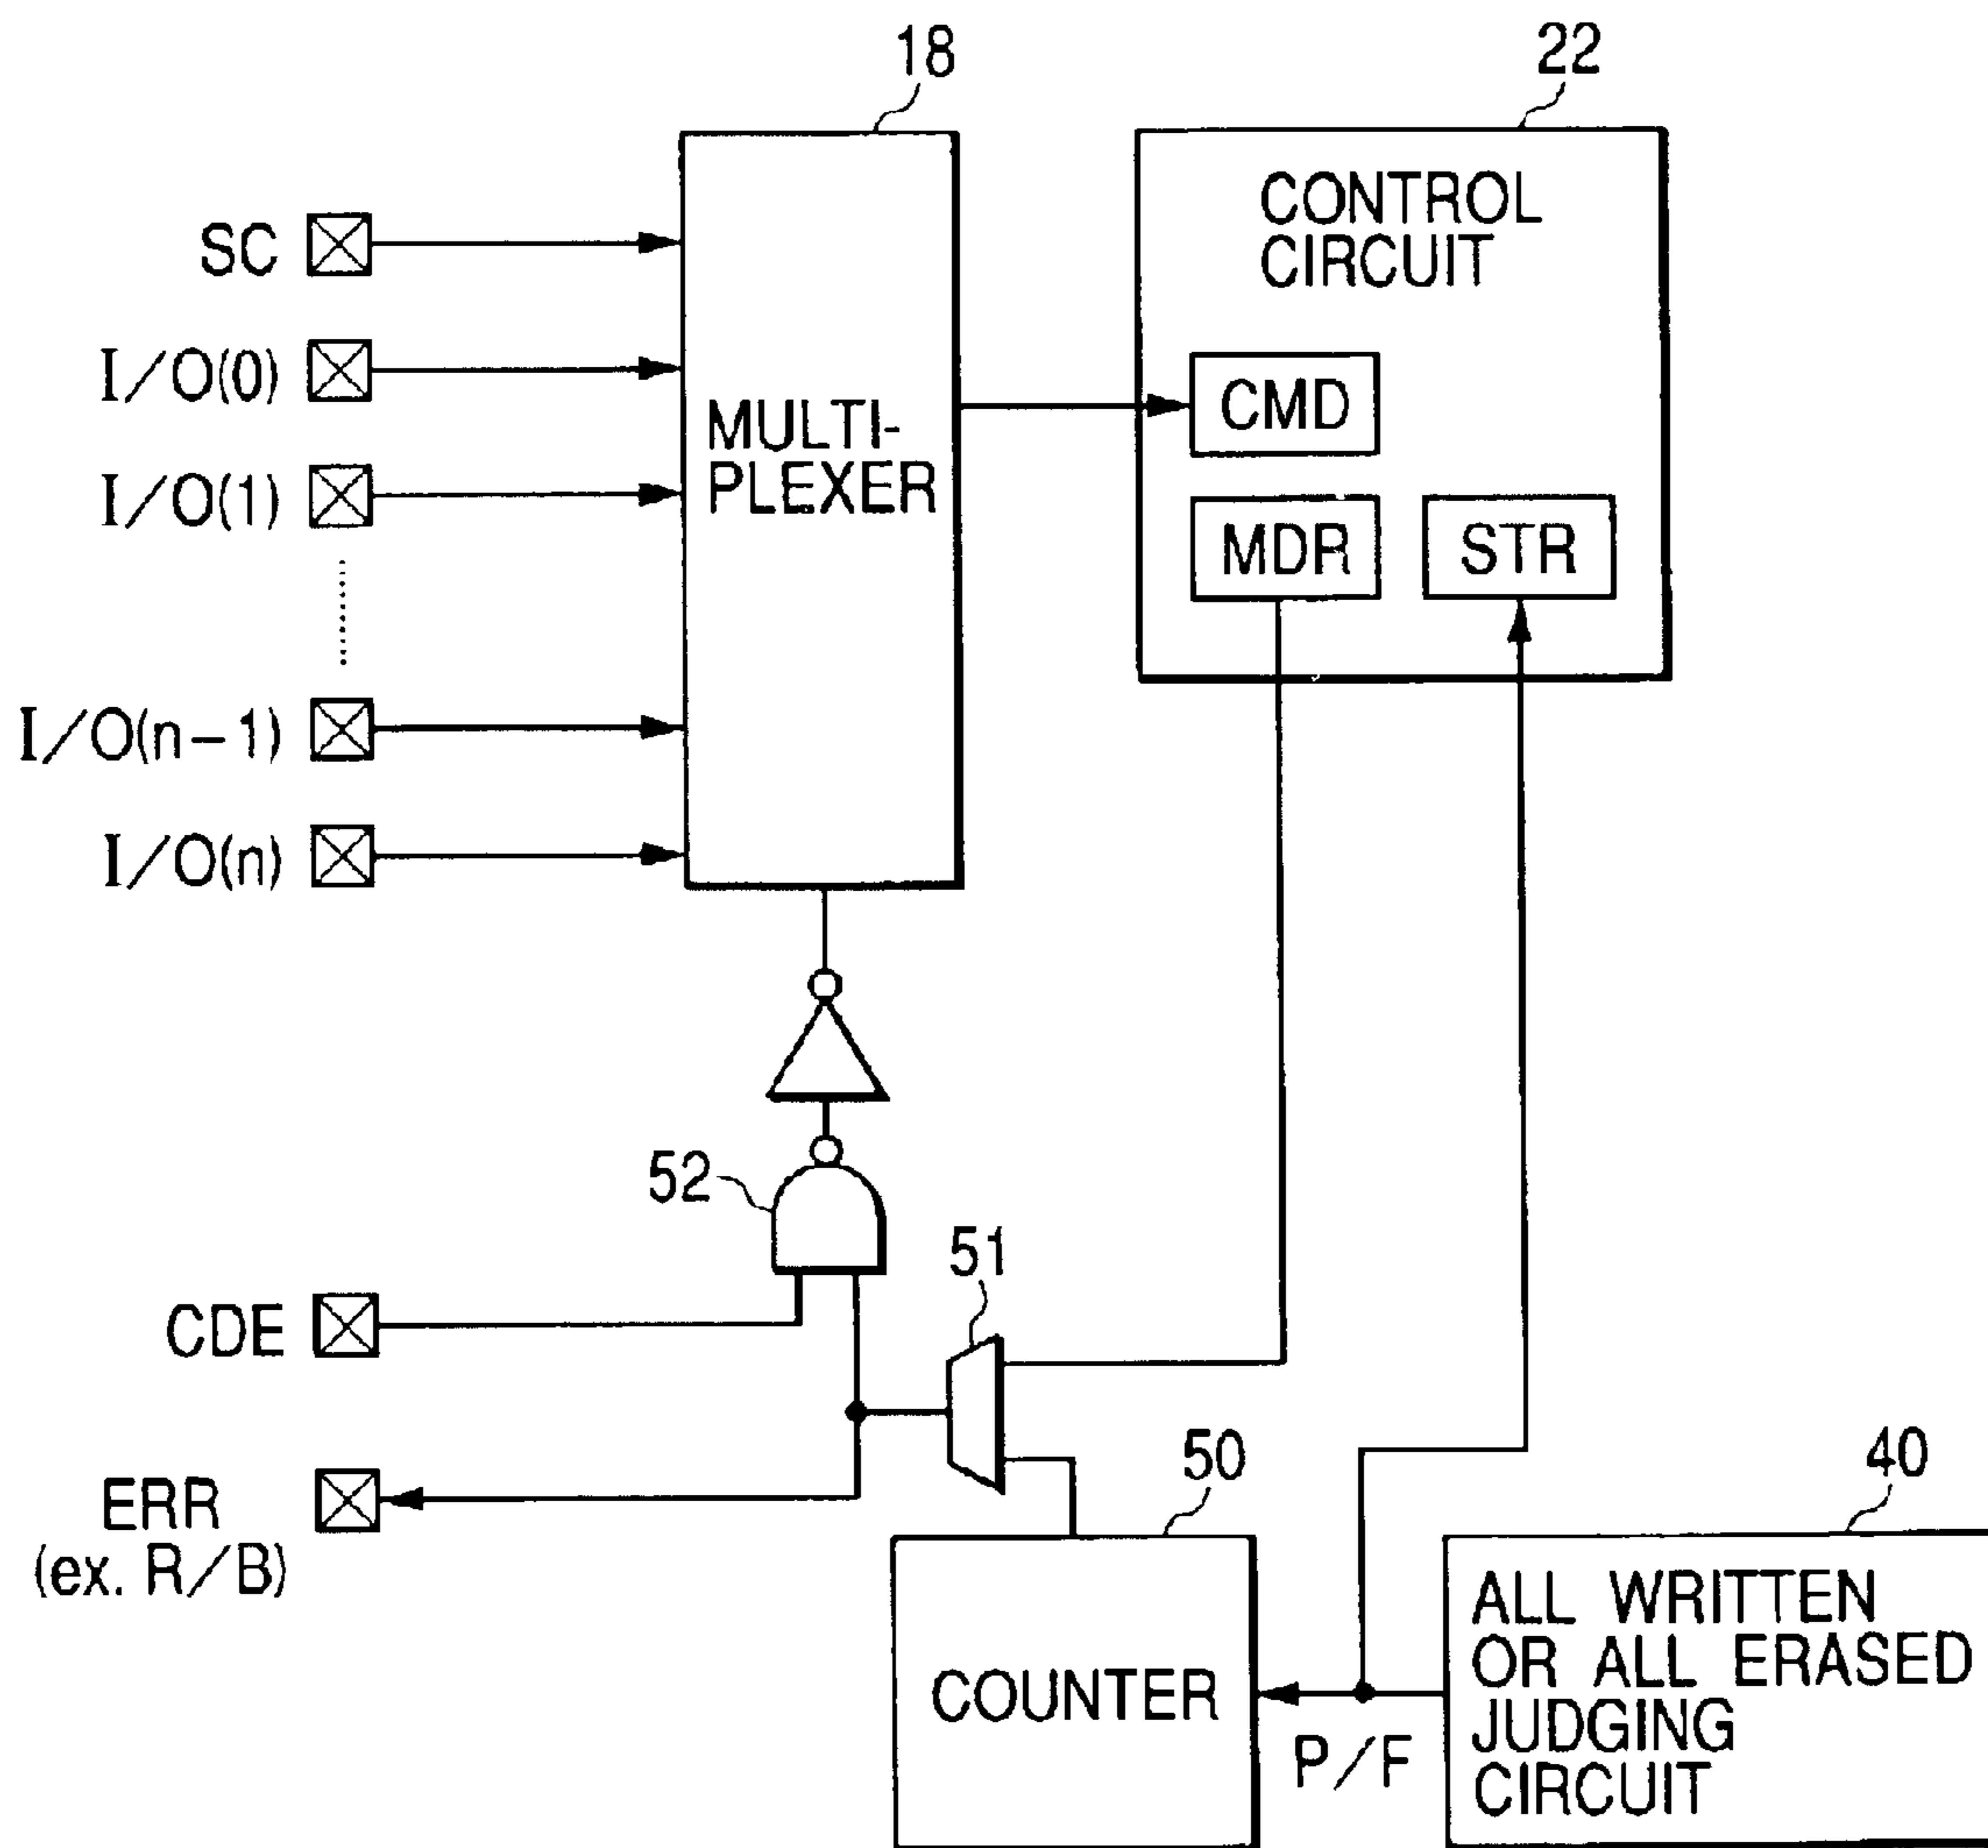 18
22
CONTROL
CIRCUIT
SC
I/O(0)
I/O(1)
I/O(n-1)
I/O(n)
MULTI-
PLEXER
CMD
MDR
STR
52
51
CDE
ERR
(ex. R/B)
50
40
COUNTER
P/F
ALL WRITTEN
OR ALL ERASED
JUDGING
CIRCUIT